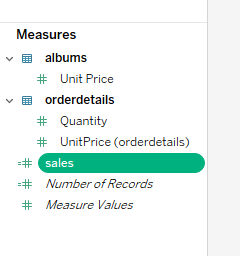 Measures
albums
Unit Price
orderdetails
Quantity
UnitPrice (orderdetails)
sales
Number of Records
Measure Values